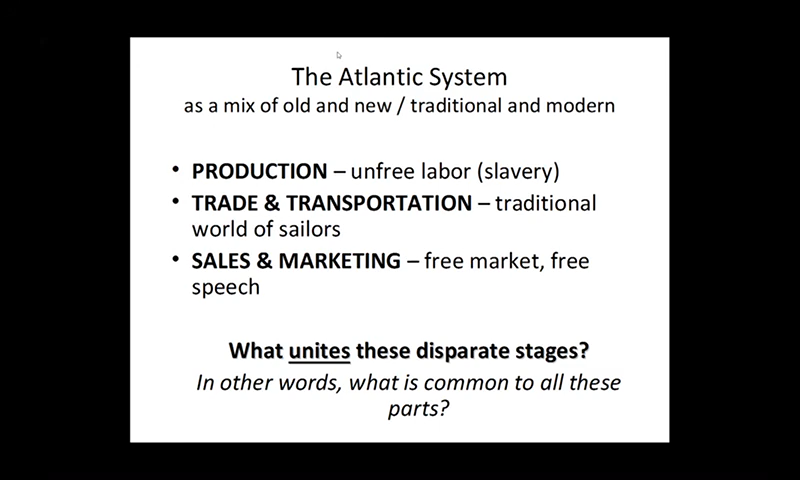 The Atlantic System
as a mix of old and new / traditional and modern
• PRODUCTION – unfree labor (slavery)
• TRADE & TRANSPORTATION – traditional
world of sailors
• SALES & MARKETING – free market, free
speech
What unites these disparate stages?
In other words, what is common to all these
parts?